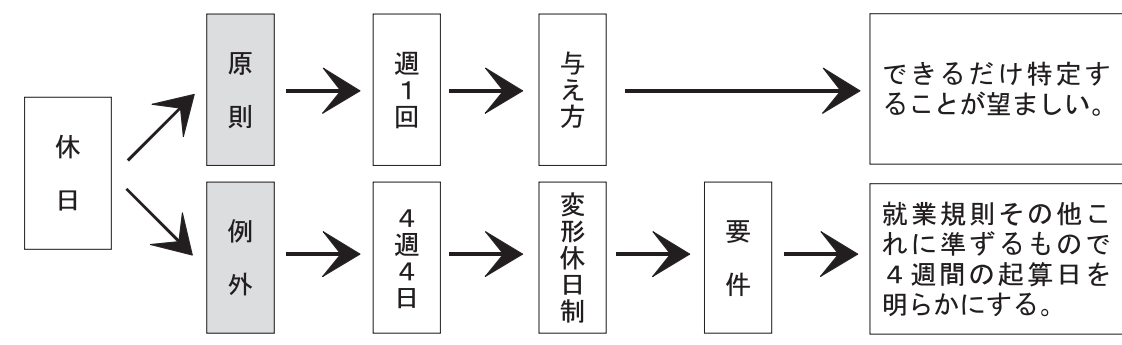 休日
原則
週1回
与え方
できるだけ特定す
ることが望ましい。
例外
4週4日
変形休日制
要件
就業規則その他こ
れに準ずるもので
4週間の起算日を
明らかにする。